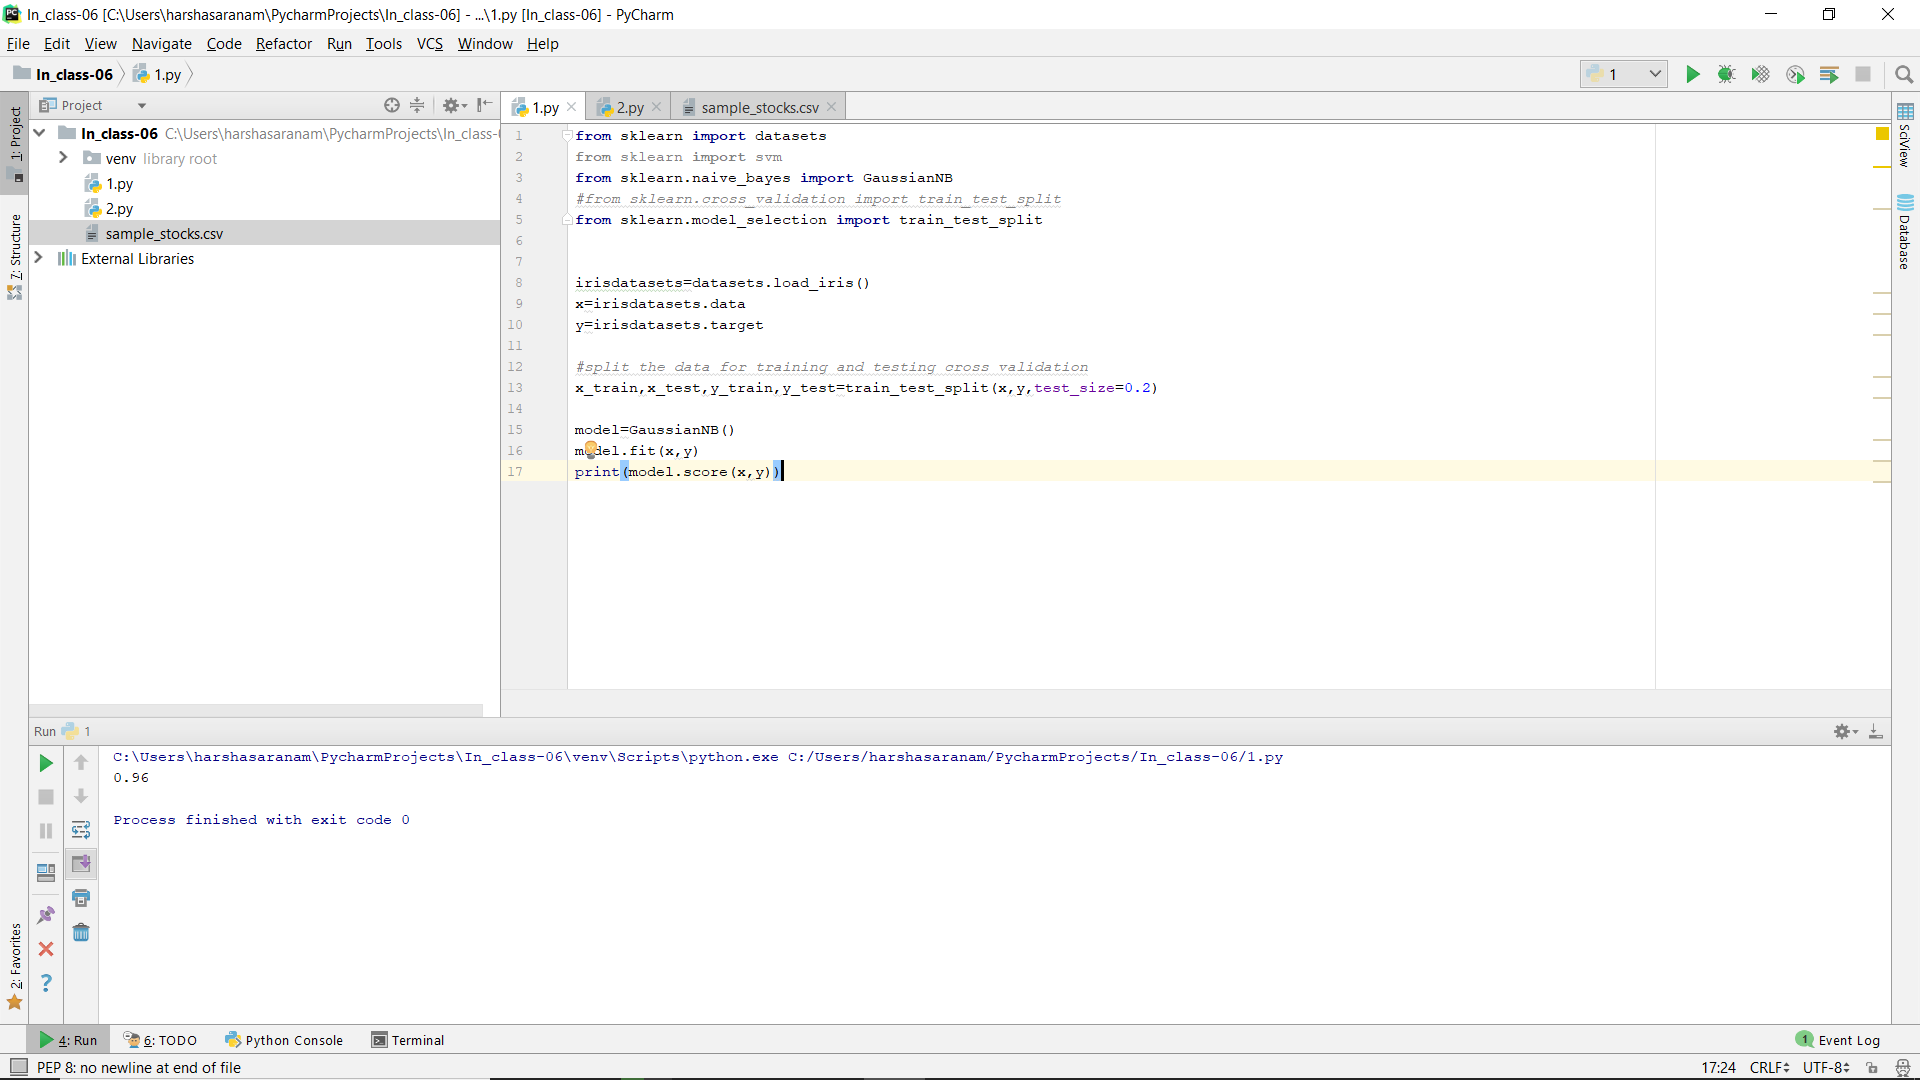 In_class-06 [C:\Users\harshasaranam\PycharmProjects\In_class-06] - ...\1.py [In_class-06] - PyCharm
File Edit View Navigate Code Refactor Run Tools VCS Window Help
In_class-06 1.py 1
Project
1.py 2.py sample_stocks.csv
1: Project
7: Structure
2: Favorites
In_class-06 C:\Users\harshasaranam\PycharmProjects\In_class-
venv library root
1.py
2.py
sample_stocks.csv
External Libraries
1 from sklearn import datasets
2 from sklearn import svm
3 from sklearn.naive_bayes import GaussianNB
4 #from sklearn.cross_validation import train_test_split
5 from sklearn.model_selection import train_test_split
6
7
8 irisdatasets=datasets.load_iris()
9 x=irisdatasets.data
10 y=irisdatasets.target
11
12 #split the data for training and testing cross validation
13 x_train,x_test,y_train,y_test=train_test_split(x,y,test_size=0.2)
14
15 model=GaussianNB()
16 model.fit(x,y)
17 print(model.score(x,y))
SciView
Database
Run 1
C:\Users\harshasaranam\PycharmProjects\In_class-06\venv\Scripts\python.exe C:/Users/harshasaranam/PycharmProjects/In_class-06/1.py
0.96
Process finished with exit code 0
4: Run 6: TODO Python Console Terminal 1 Event Log
PEP 8: no newline at end of file 17:24 CRLF UTF-8